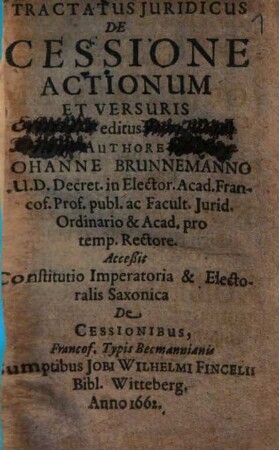 TRACTATUS JURIDICUS
DE
CESSIONE
ACTIONUM
ET VERSURIS
editus
AUTHORE
OHANNE BRUNNEMANNO
.U.D. Decret. in Elector. Acad. Fran-
cof. Prof. publ. ac Facult. Jurid.
Ordinario & Acad. pro
temp. Rectore.
Accessit
Constitutio Imperatoria & Electo-
ralis Saxonica
De
CESSIONIBUS,
Francof. Typis Becmannianis
Sumptibus JOBI WILHELMI FINCELII
Bibl. Witteberg.
Anno 1662.